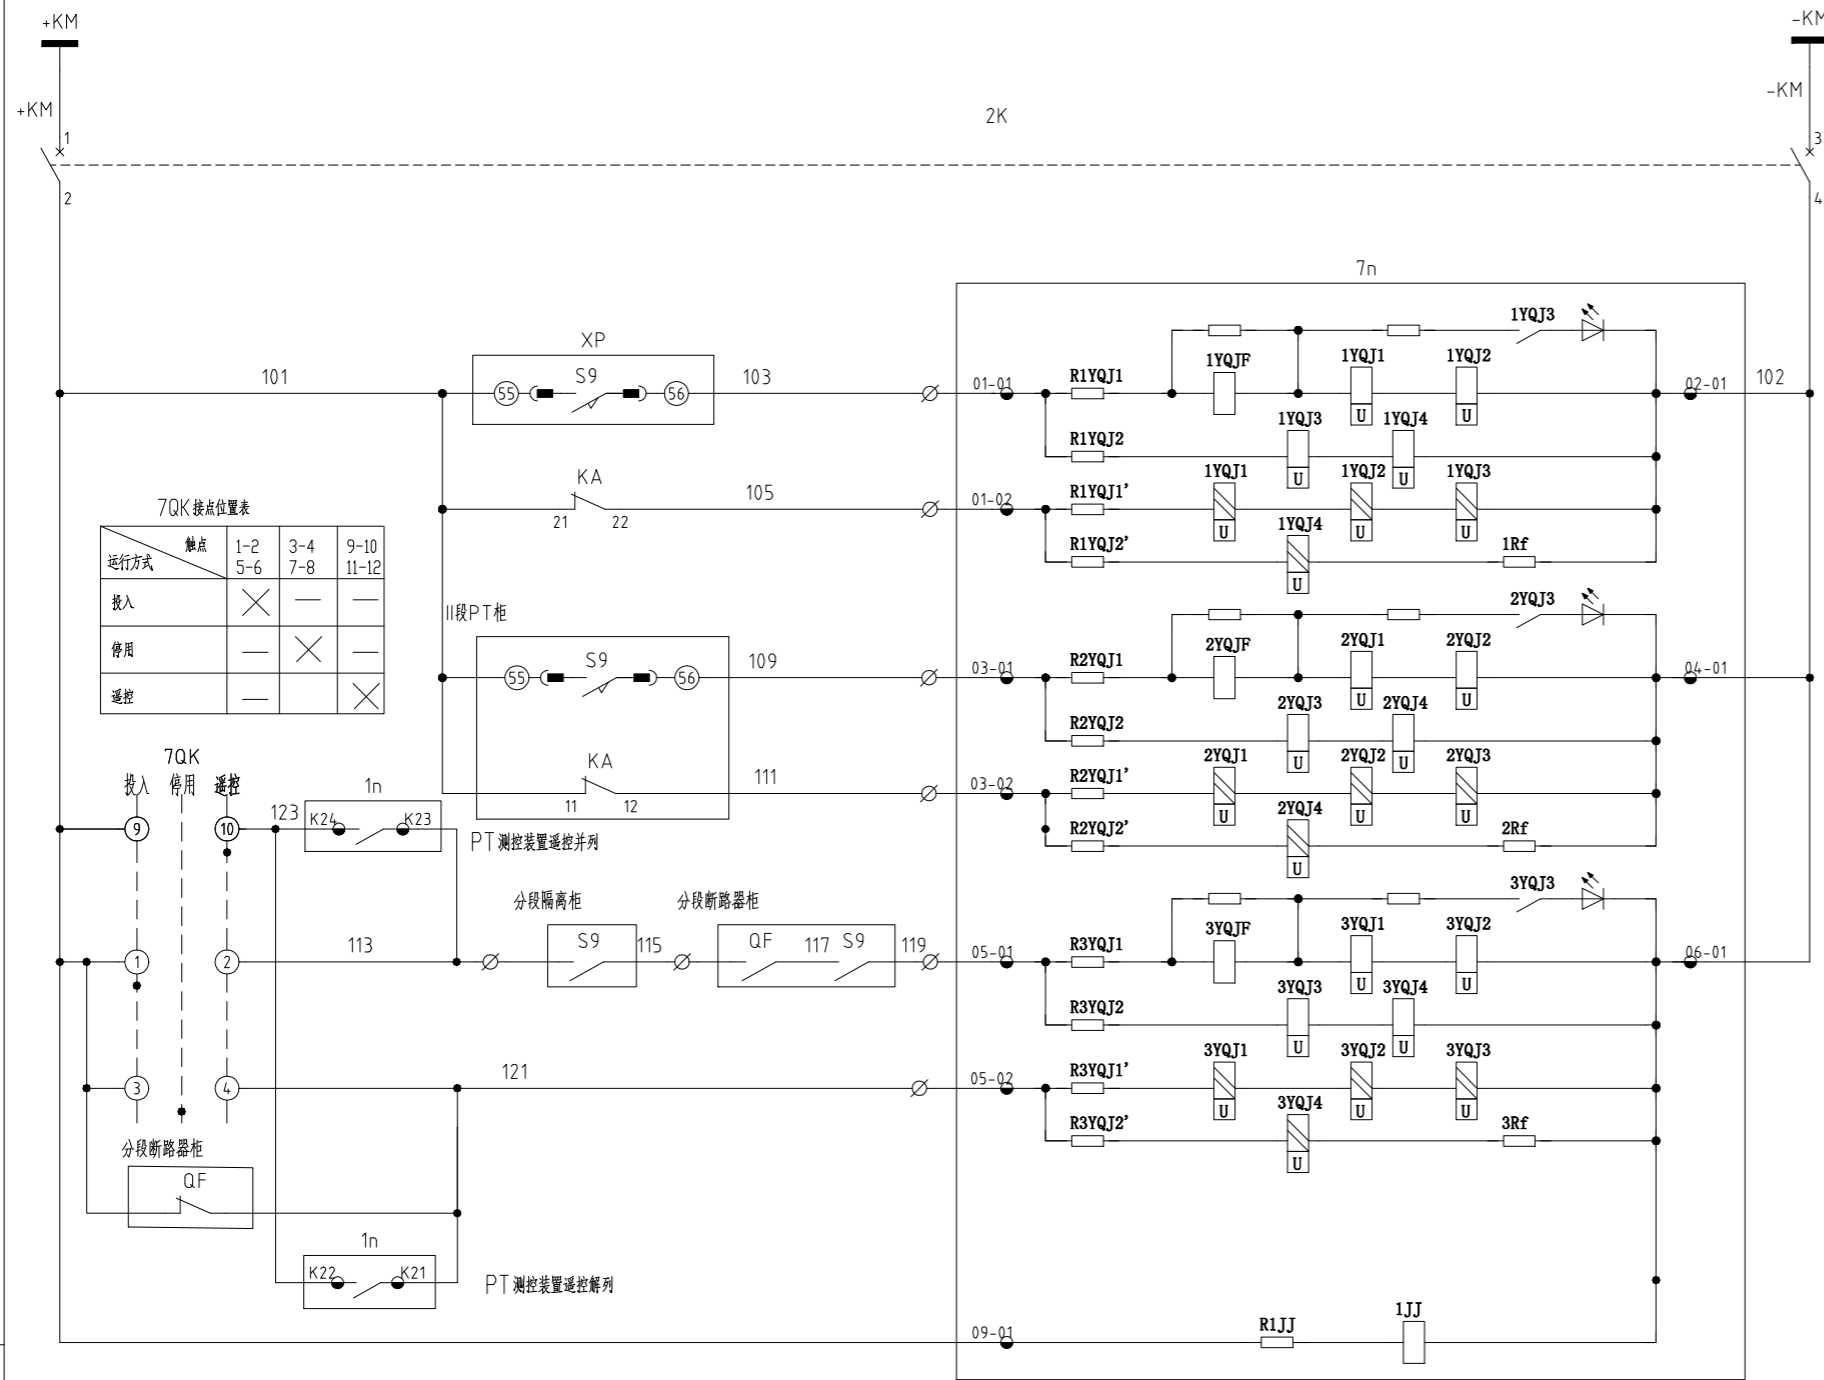 +KM
-KM
+KM
-KM
2K
1
3
2
4
7n
1YQJ3
XP
1YQJF
1YQJ1
1YQJ2
101
55
S9
56
103
01-01
R1YQJ1
U
U
02-01
102
R1YQJ2
1YQJ3
1YQJ4
U
U
KA
21
22
105
01-02
R1YQJ1'
1YQJ1
1YQJ2
1YQJ3
U
U
U
R1YQJ2'
1YQJ4
U
1Rf
7QK接点位置表
触点
运行方式
1-2
5-6
3-4
7-8
9-10
11-12
投入
停用
遥控
II段PT柜
2YQJ3
2YQJF
2YQJ1
2YQJ2
55
S9
56
109
03-01
R2YQJ1
U
U
04-01
R2YQJ2
2YQJ3
2YQJ4
U
U
KA
11
12
111
03-02
R2YQJ1'
2YQJ1
2YQJ2
2YQJ3
U
U
U
R2YQJ2'
2YQJ4
U
2Rf
7QK
投入
停用
遥控
9
10
123
1n
K24
K23
PT测控装置遥控并列
分段隔离柜
分段断路器柜
3YQJ3
3YQJF
3YQJ1
3YQJ2
1
2
113
S9
115
QF
117
S9
119
05-01
R3YQJ1
U
U
06-01
R3YQJ2
3YQJ3
3YQJ4
U
U
3
4
121
05-02
R3YQJ1'
3YQJ1
3YQJ2
3YQJ3
U
U
U
R3YQJ2'
3YQJ4
U
3Rf
分段断路器柜
QF
1n
K22
K21
PT测控装置遥控解列
09-01
R1JJ
1JJ